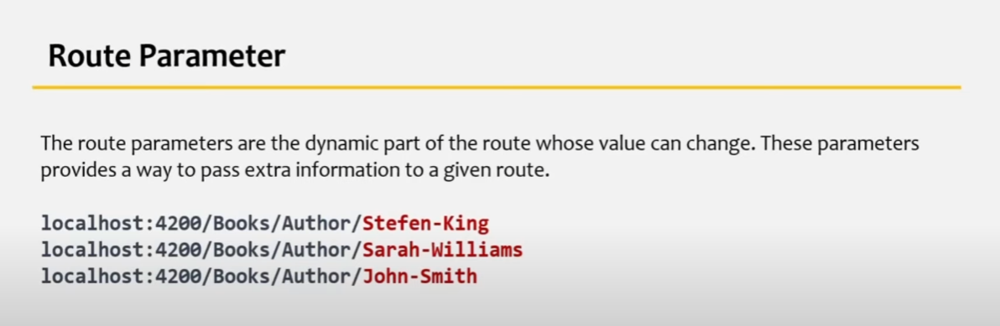 Route Parameter
The route parameters are the dynamic part of the route whose value can change. These parameters
provides a way to pass extra information to a given route.
localhost:4200/Books/Author/Stefen-King
localhost:4200/Books/Author/Sarah-Williams
localhost:4200/Books/Author/John-Smith